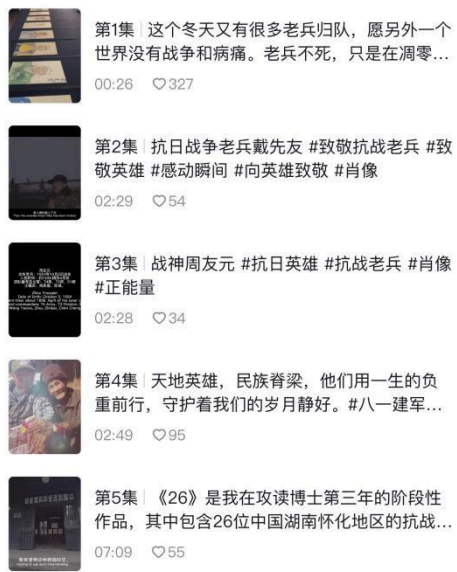 第1集 这个冬天又有很多老兵归队，愿另外一个
世界没有战争和病痛。老兵不死，只是在凋零...
00:26 327
第2集 抗日战争老兵戴先友 #致敬抗战老兵 #致
敬英雄 #感动瞬间 #向英雄致敬 #肖像
02:29 54
第3集 战神周友元 #抗日英雄 #抗战老兵 #肖像
#正能量
02:28 34
第4集 天地英雄，民族脊梁，他们用一生的负
重前行，守护着我们的岁月静好。#八一建军...
02:49 95
第5集 《26》是我在攻读博士第三年的阶段性
作品，其中包含26位中国湖南怀化地区的抗战...
07:09 55